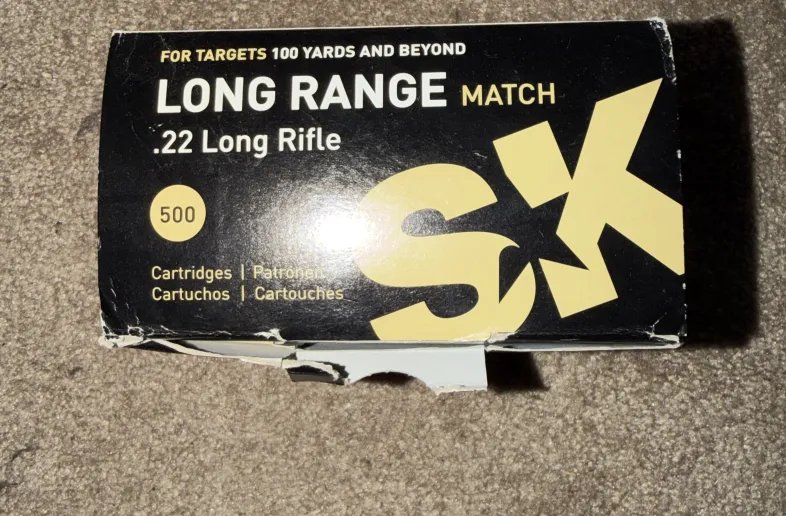 FOR TARGETS 100 YARDS AND BEYOND
LONG RANGE MATCH
.22 Long Rifle
SK
500
Cartridges | Patronen
Cartuchos | Cartouches